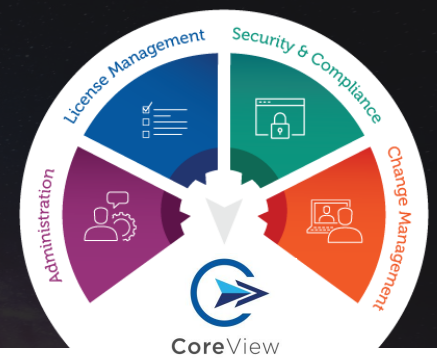 Administration
License Management
Security & Compliance
Change Management
CoreView